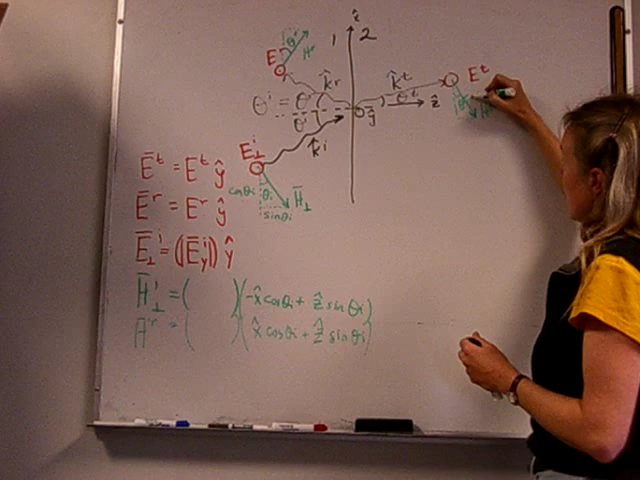 x̂
1 2
E^r θ^r H^r
k̂^r k̂^t E^t
θ^i = θ^r θ^t ẑ
θ^i ŷ
E^i_⊥ k̂^i
Ē^t = E^t ŷ
cosθi θi H̄_⊥
sinθi
Ē^r = E^r ŷ
Ē^i_⊥ = (|Ē^i_y|) ŷ
H̄^i_⊥ = ( )(-x̂ cosθi + ẑ sinθi)
H̄^r = ( )(x̂ cosθi + ẑ sinθi)